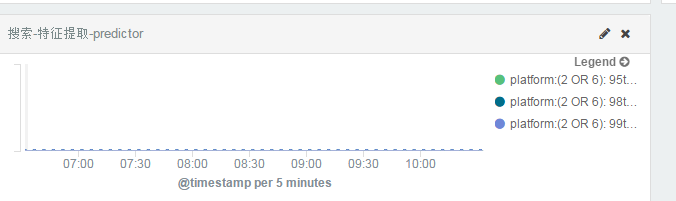 搜索-特征提取-predictor
Legend
platform:(2 OR 6): 95t...
platform:(2 OR 6): 98t...
platform:(2 OR 6): 99t...
07:00 07:30 08:00 08:30 09:00 09:30 10:00
@timestamp per 5 minutes